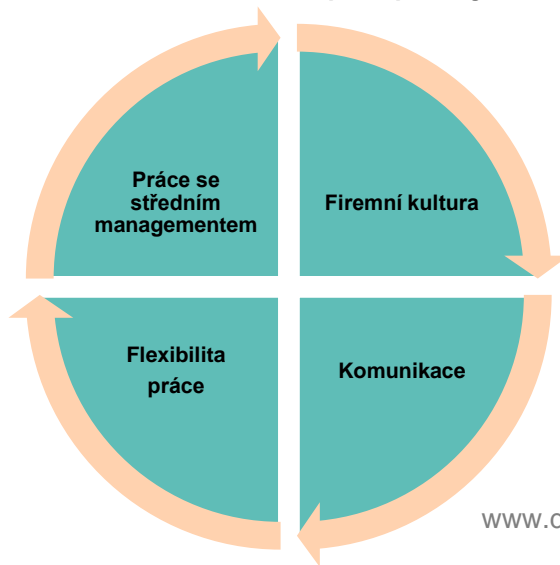 Práce se
středním
managementem
Firemní kultura
Flexibilita
práce
Komunikace